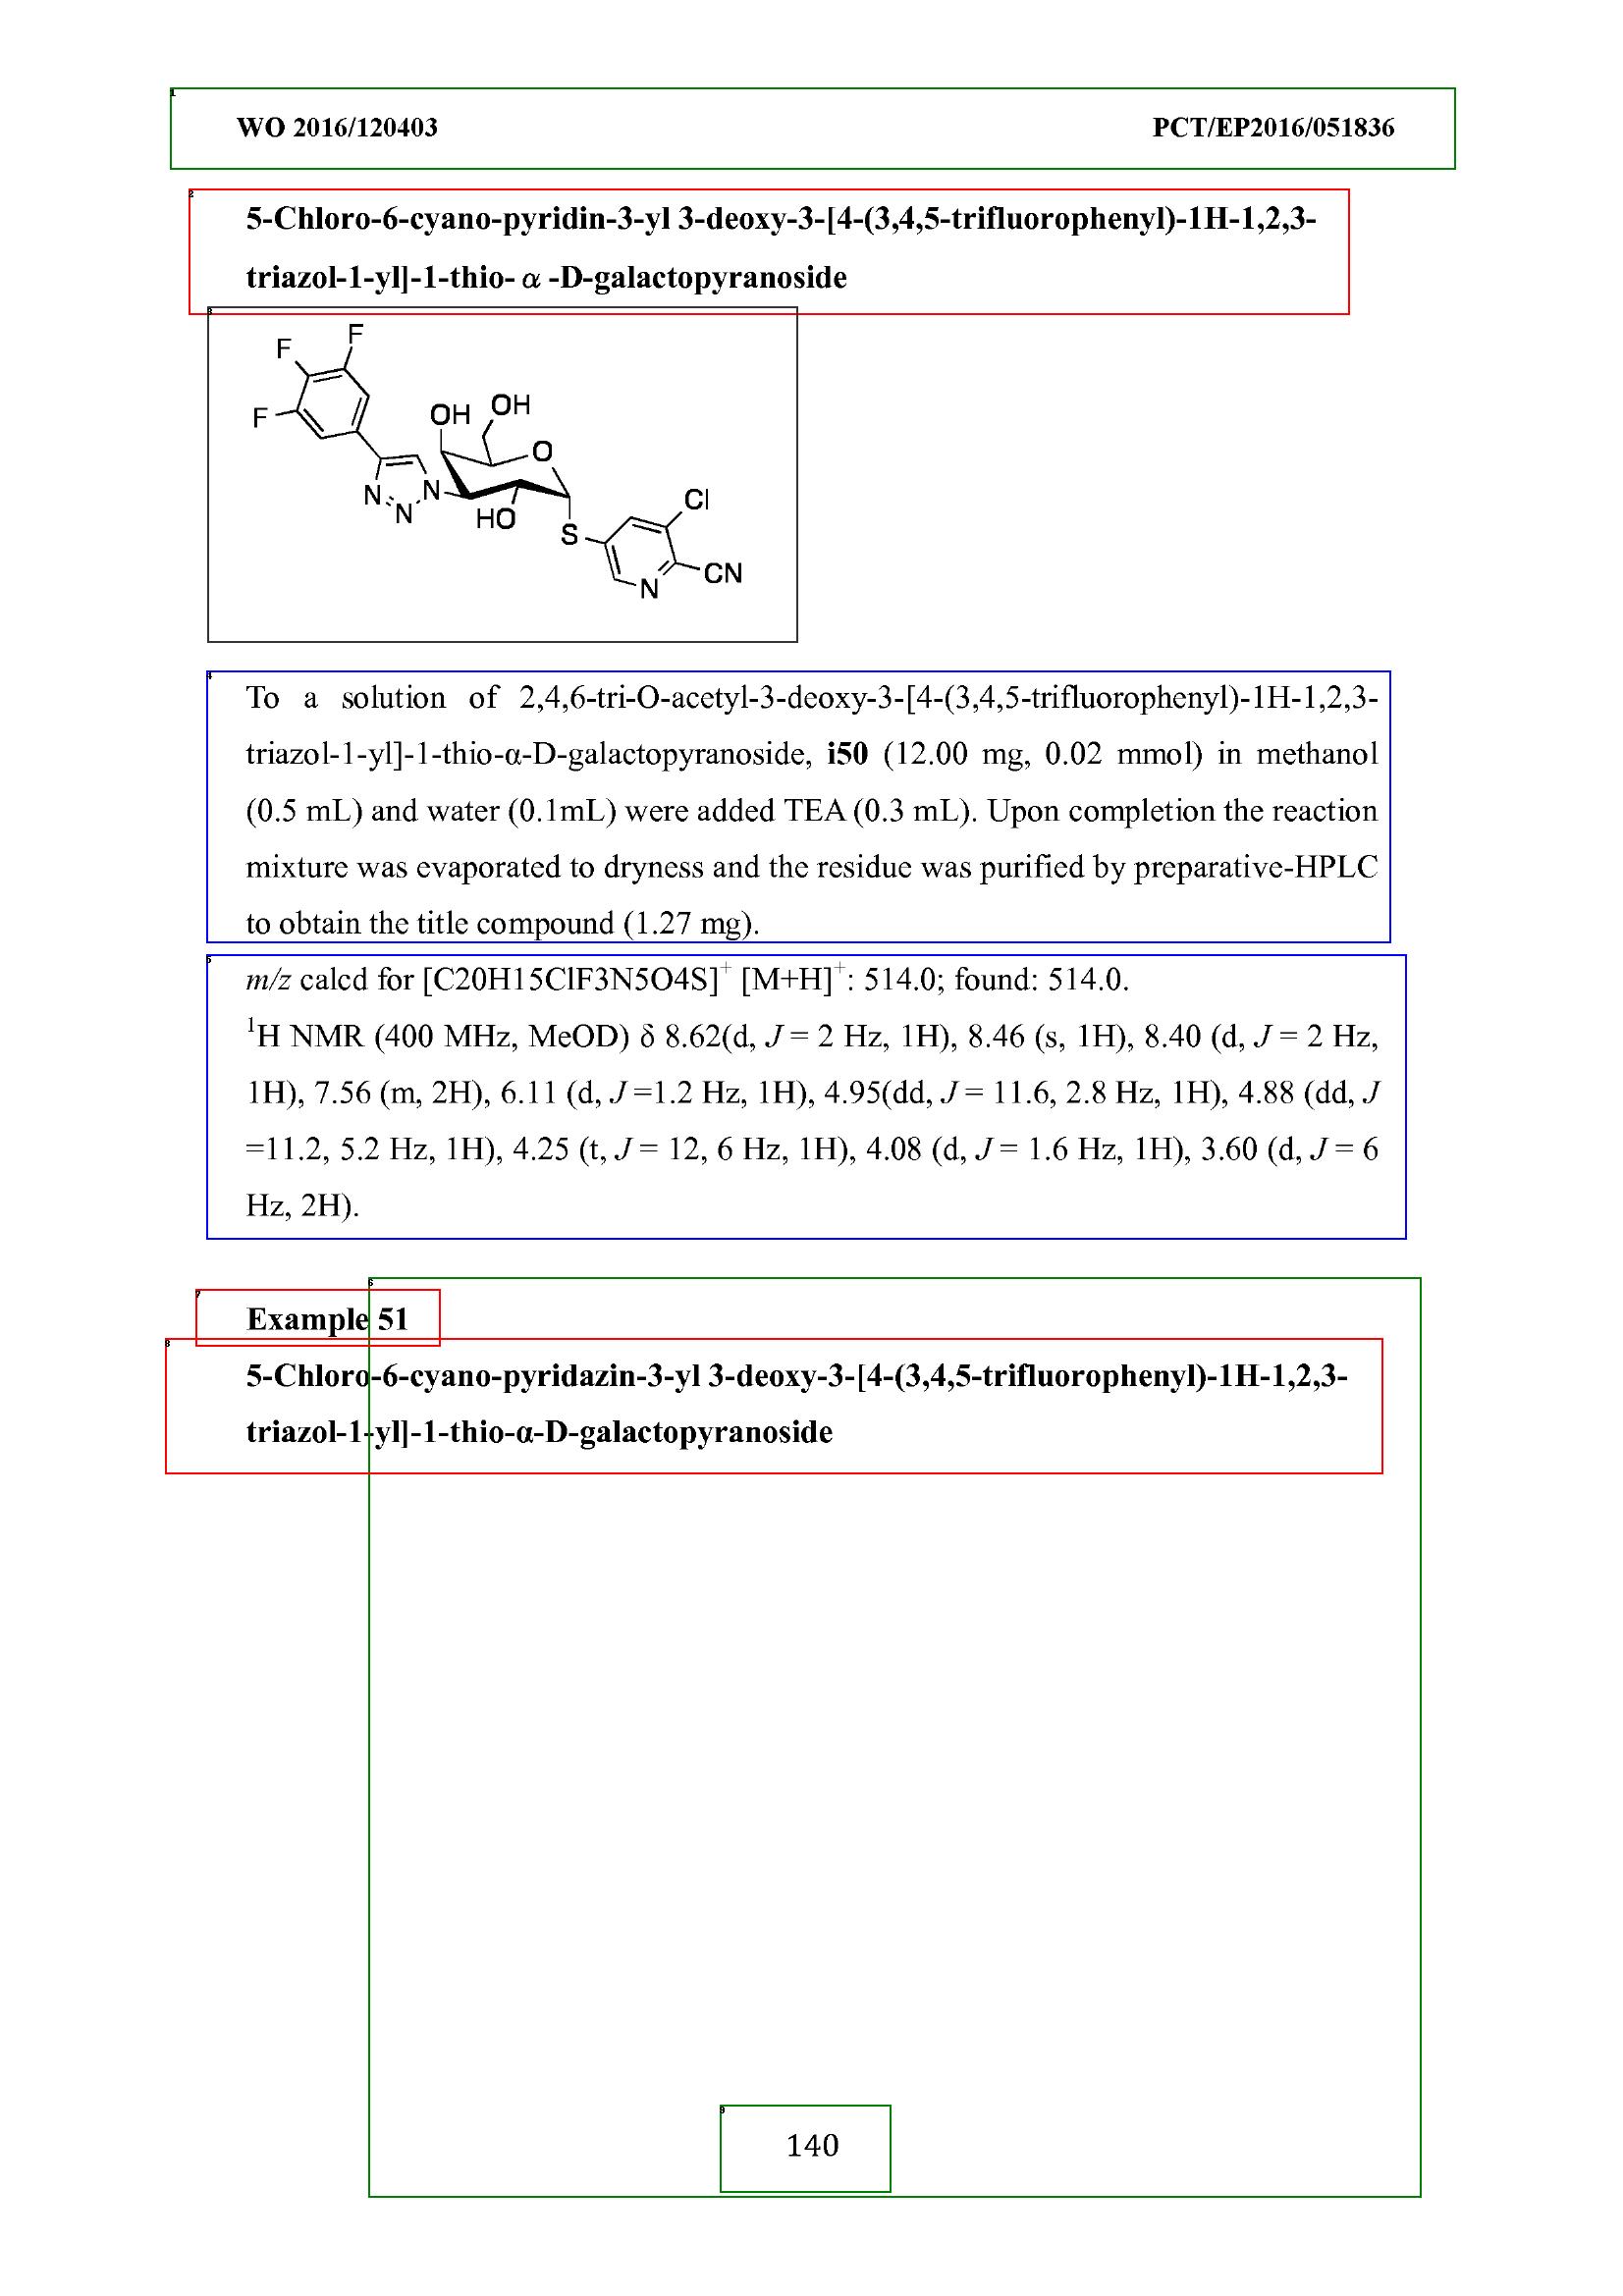 WO 2016/120403 PCT/EP2016/051836
5-Chloro-6-cyano-pyridin-3-yl 3-deoxy-3-[4-(3,4,5-trifluorophenyl)-1H-1,2,3-
triazol-1-yl]-1-thio-α-D-galactopyranoside
F
F
F
OH
OH
O
N
N
N
HO
S
Cl
CN
N
To a solution of 2,4,6-tri-O-acetyl-3-deoxy-3-[4-(3,4,5-trifluorophenyl)-1H-1,2,3-
triazol-1-yl]-1-thio-α-D-galactopyranoside, i50 (12.00 mg, 0.02 mmol) in methanol
(0.5 mL) and water (0.1mL) were added TEA (0.3 mL). Upon completion the reaction
mixture was evaporated to dryness and the residue was purified by preparative-HPLC
to obtain the title compound (1.27 mg).
m/z calcd for [C20H15ClF3N5O4S]⁺ [M+H]⁺: 514.0; found: 514.0.
¹H NMR (400 MHz, MeOD) δ 8.62(d, J = 2 Hz, 1H), 8.46 (s, 1H), 8.40 (d, J = 2 Hz,
1H), 7.56 (m, 2H), 6.11 (d, J =1.2 Hz, 1H), 4.95(dd, J = 11.6, 2.8 Hz, 1H), 4.88 (dd, J
=11.2, 5.2 Hz, 1H), 4.25 (t, J = 12, 6 Hz, 1H), 4.08 (d, J = 1.6 Hz, 1H), 3.60 (d, J = 6
Hz, 2H).
Example 51
5-Chloro-6-cyano-pyridazin-3-yl 3-deoxy-3-[4-(3,4,5-trifluorophenyl)-1H-1,2,3-
triazol-1-yl]-1-thio-α-D-galactopyranoside
140